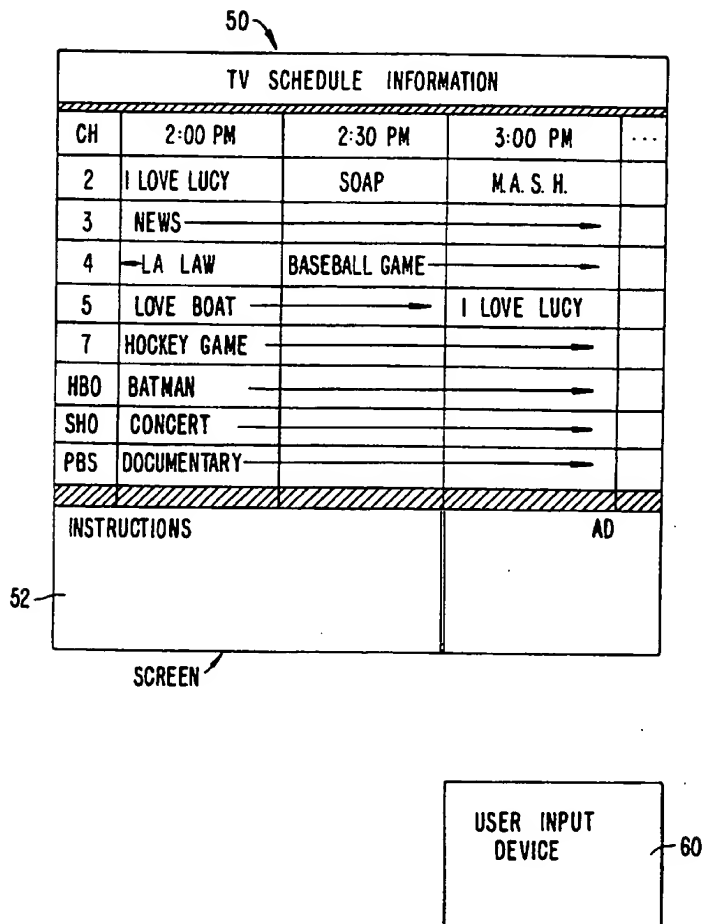 50
TV SCHEDULE INFORMATION
CH 2:00 PM 2:30 PM 3:00 PM ...
2 I LOVE LUCY SOAP M.A.S.H.
3 NEWS
4 LA LAW BASEBALL GAME
5 LOVE BOAT I LOVE LUCY
7 HOCKEY GAME
HBO BATMAN
SHO CONCERT
PBS DOCUMENTARY
INSTRUCTIONS AD
52
SCREEN
USER INPUT
DEVICE
60